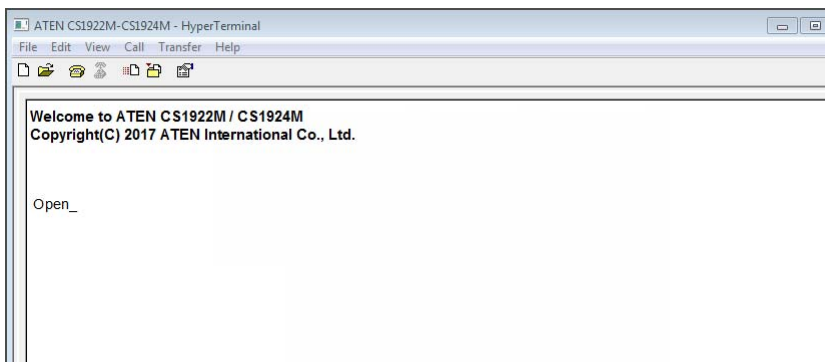 ATEN CS1922M-CS1924M - HyperTerminal
File Edit View Call Transfer Help
Welcome to ATEN CS1922M / CS1924M
Copyright(C) 2017 ATEN International Co., Ltd.
Open_